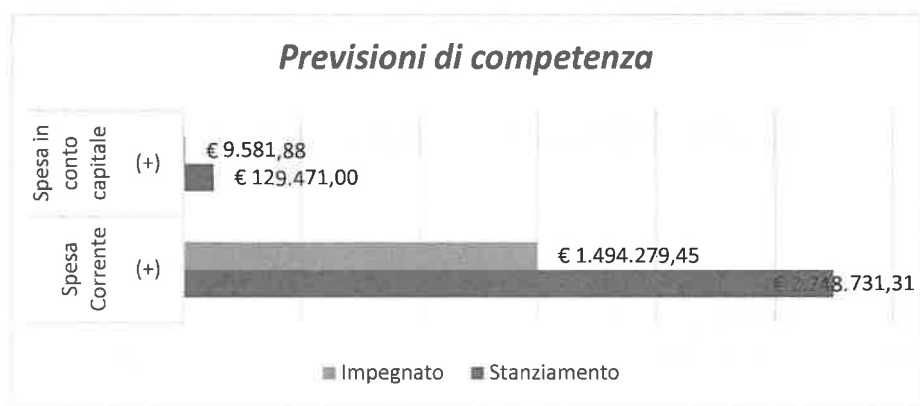 Previsioni di competenza
Spesa in
conto
capitale
(+)
€ 9.581,88
€ 129.471,00
Spesa
Corrente
(+)
€ 1.494.279,45
€ 2.748.731,31
Impegnato
Stanziamento